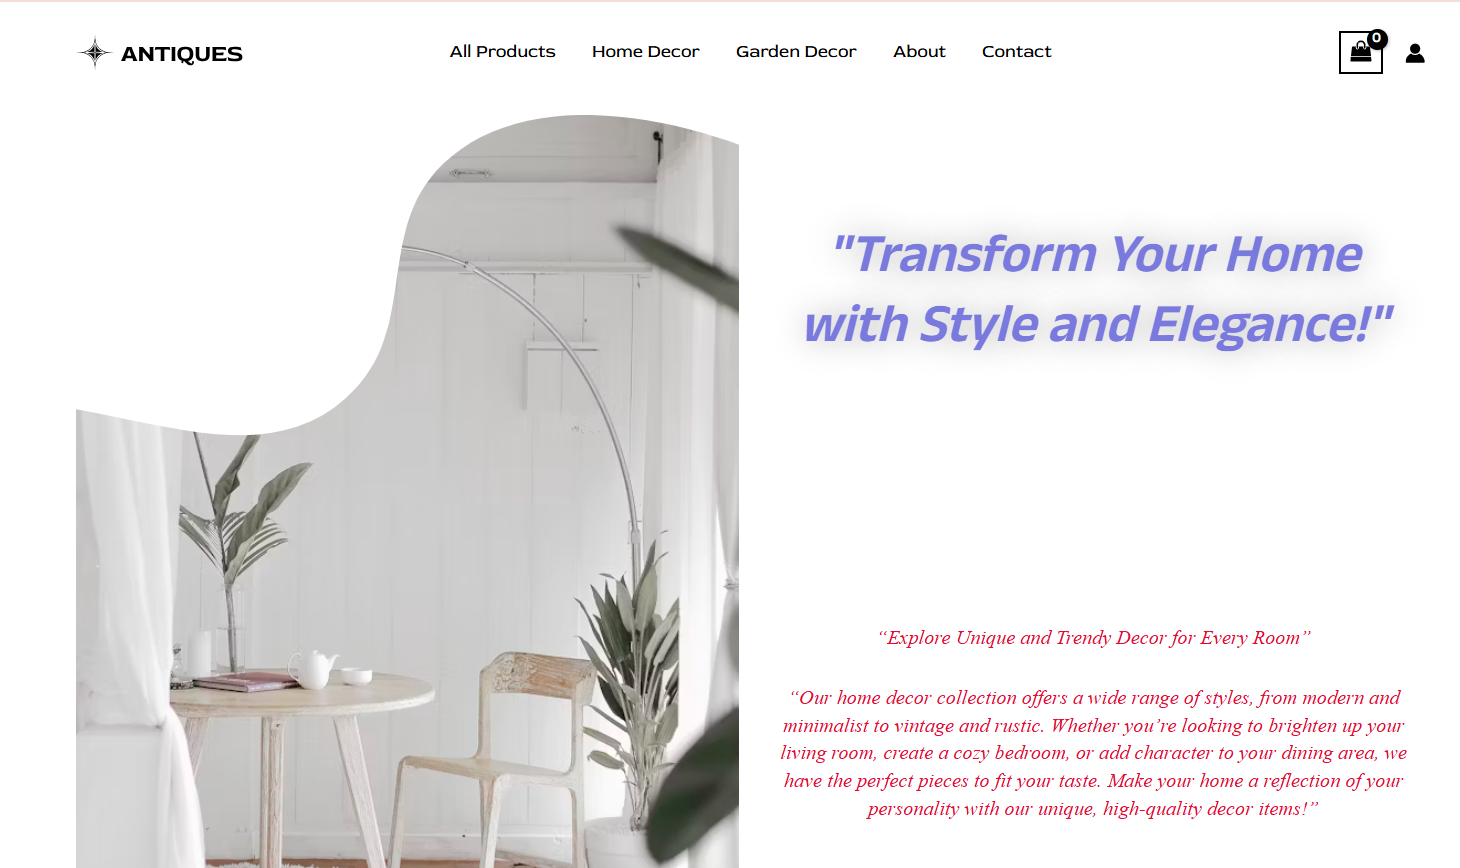 ANTIQUES
All Products
Home Decor
Garden Decor
About
Contact
0
"Transform Your Home
with Style and Elegance!"
“Explore Unique and Trendy Decor for Every Room”
“Our home decor collection offers a wide range of styles, from modern and
minimalist to vintage and rustic. Whether you’re looking to brighten up your
living room, create a cozy bedroom, or add character to your dining area, we
have the perfect pieces to fit your taste. Make your home a reflection of your
personality with our unique, high-quality decor items!”